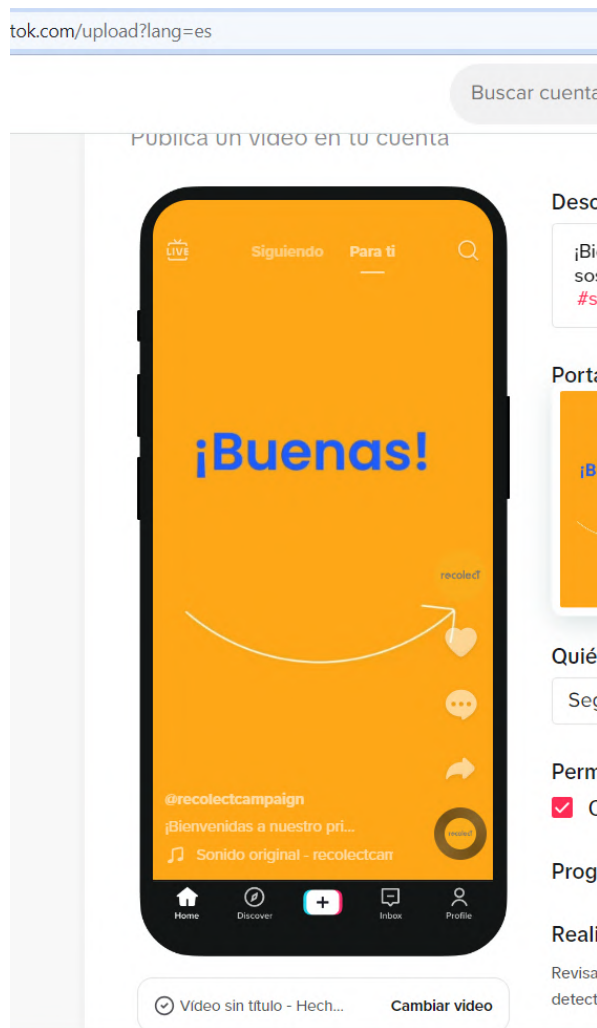 tok.com/upload?lang=es
Buscar cuenta
Publica un video en tu cuenta
LIVE
Siguiendo Para ti
¡Buenas!
recolect
@recolectcampaign
¡Bienvenidas a nuestro pri...
Sonido original - recolectcam
recolect
Home Discover Inbox Profile
Vídeo sin título - Hech... Cambiar video
Desc
¡Bi
sos
#s
Porta
¡B
Quié
Seg
Perm
C
Prog
Reali
Revisa
detect